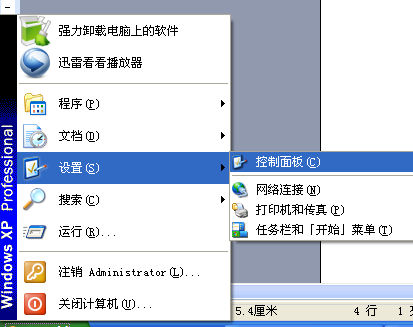 强力卸载电脑上的软件
迅雷看看播放器
程序(P)
文档(D)
设置(S)
搜索(C)
运行(R)...
注销 Administrator(L)...
关闭计算机(U)...
Windows XP Professional
控制面板(C)
网络连接(N)
打印机和传真(P)
任务栏和「开始」菜单(T)
5.4厘米 4 行 1